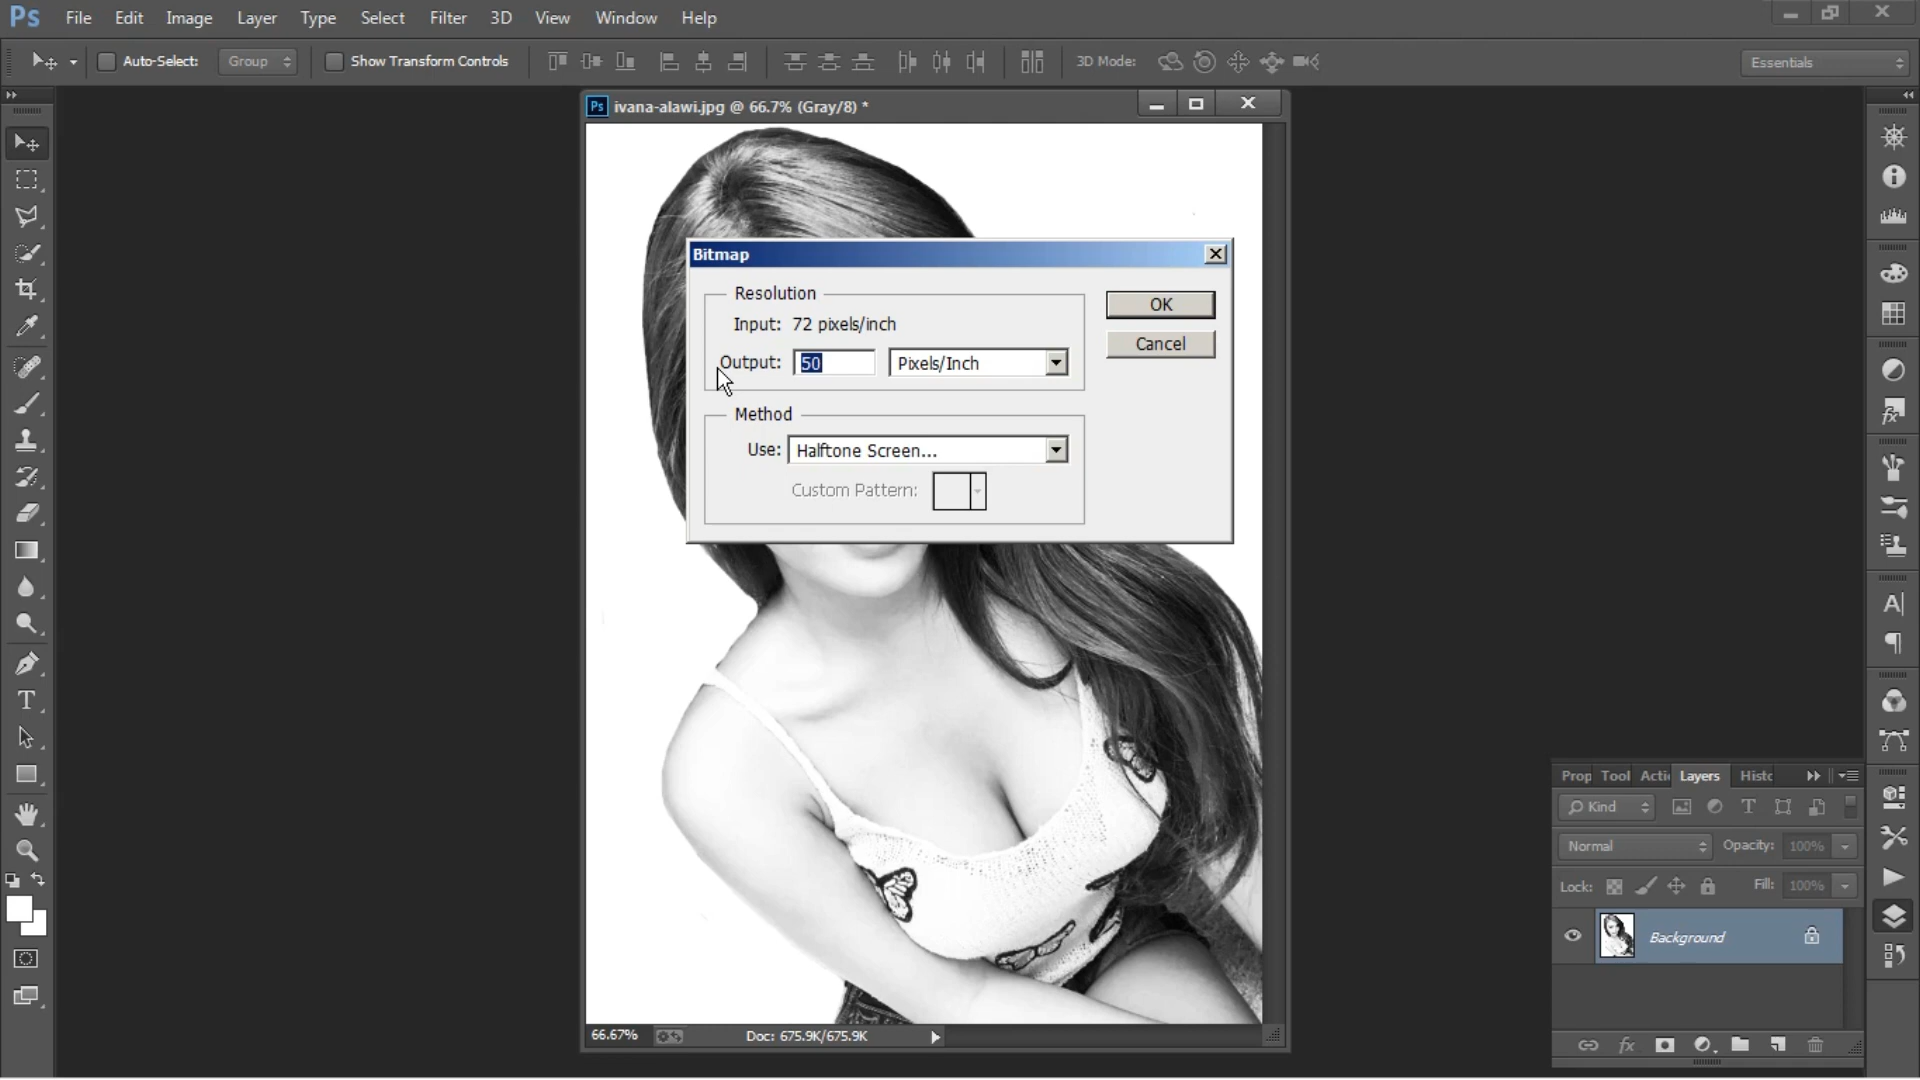 Ps File Edit Image Layer Type Select Filter 3D View Window Help
Auto-Select: Group Show Transform Controls 3D Mode: Essentials
Ps ivana-alawi.jpg @ 66.7% (Gray/8) *
Bitmap
Resolution
Input: 72 pixels/inch
Output: 50 Pixels/Inch
OK
Cancel
Method
Use: Halftone Screen...
Custom Pattern:
66.67% Doc: 675.9K/675.9K
Prop Tool Acti Layers Histo
Kind
Normal Opacity: 100%
Lock: Fill: 100%
Background